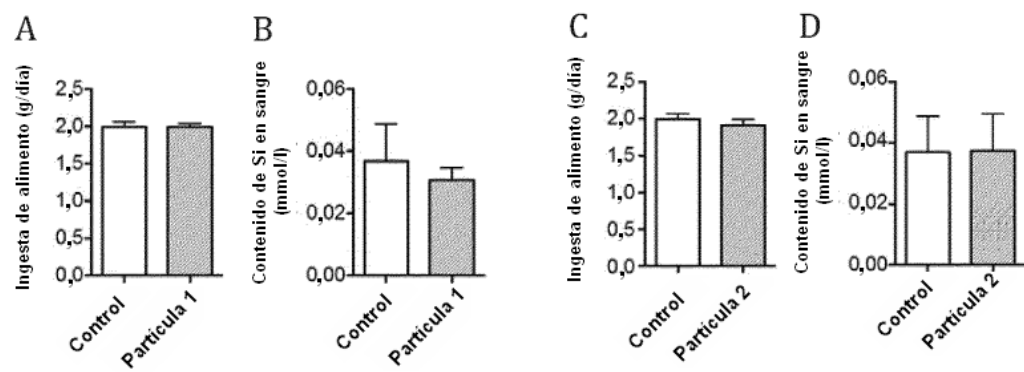 A
Ingesta de alimento (g/día)
2,5
2,0
1,5
1,0
0,5
0,0
Control
Partícula 1
B
Contenido de Si en sangre
(mmol/l)
0,06
0,04
0,02
0,00
Control
Partícula 1
C
Ingesta de alimento (g/día)
2,5
2,0
1,5
1,0
0,5
0,0
Control
Partícula 2
D
Contenido de Si en sangre
(mmol/l)
0,06
0,04
0,02
0,00
Control
Partícula 2